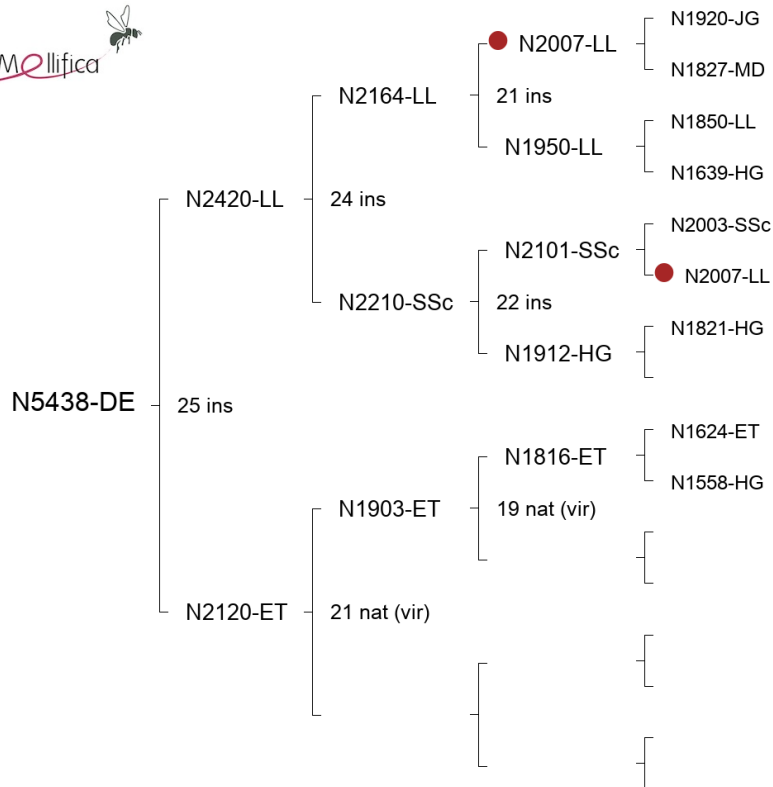 Mellifica
N1920-JG
N2007-LL
N1827-MD
N2164-LL
21 ins
N1850-LL
N1950-LL
N1639-HG
N2420-LL
24 ins
N2003-SSc
N2101-SSc
N2007-LL
N2210-SSc
22 ins
N1821-HG
N1912-HG
N5438-DE
25 ins
N1624-ET
N1816-ET
N1558-HG
N1903-ET
19 nat (vir)
N2120-ET
21 nat (vir)